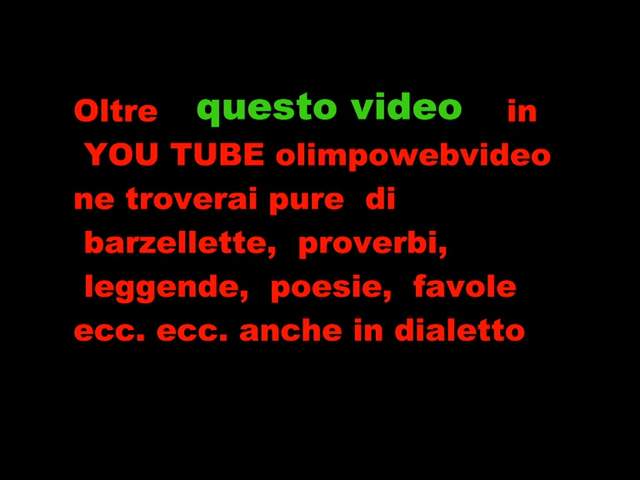 Oltre questo video in
YOU TUBE olimpowebvideo
ne troverai pure di
barzellette, proverbi,
leggende, poesie, favole
ecc. ecc. anche in dialetto